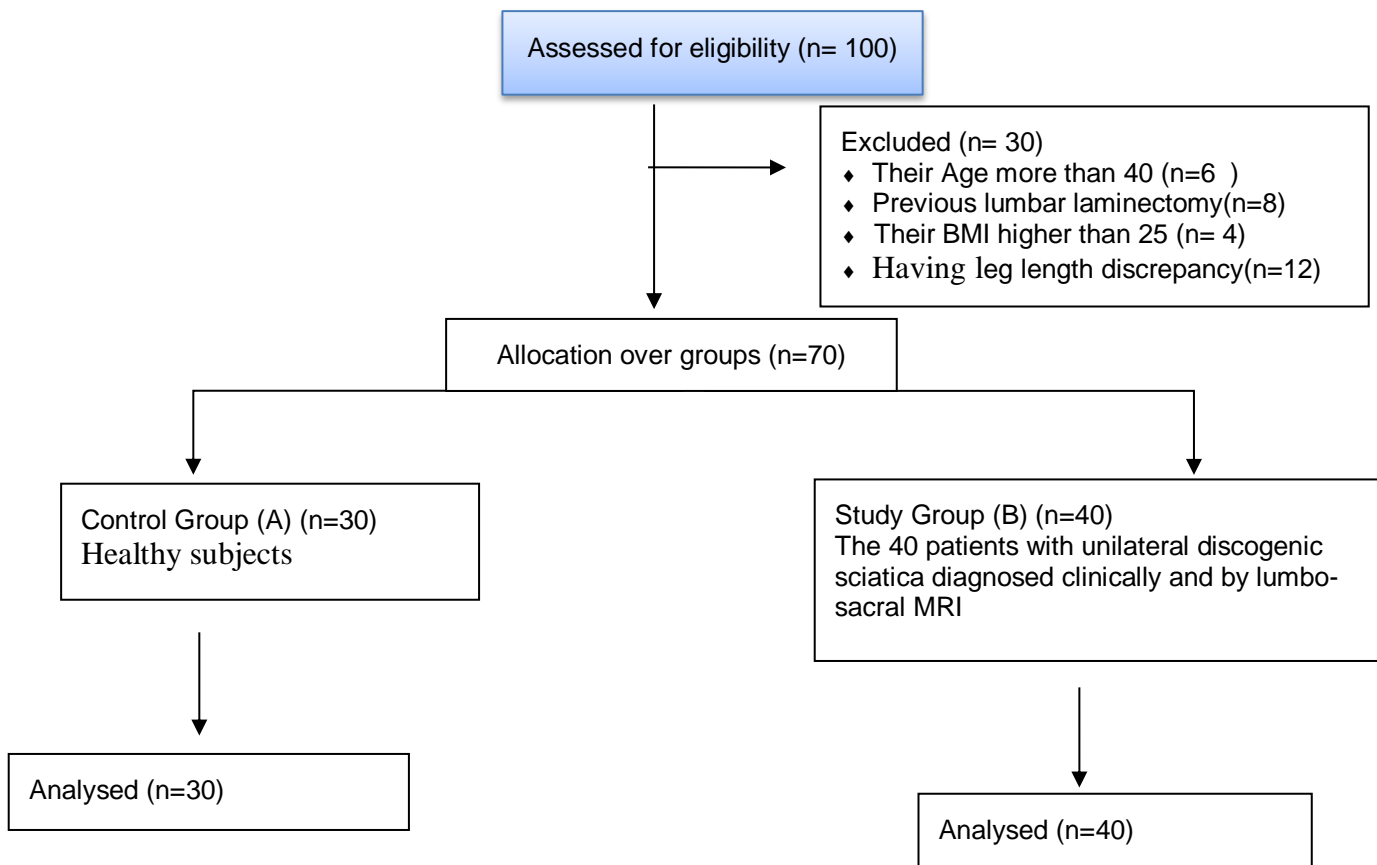 Assessed for eligibility (n= 100)
Excluded (n= 30)
♦ Their Age more than 40 (n=6 )
♦ Previous lumbar laminectomy(n=8)
♦ Their BMI higher than 25 (n= 4)
♦ Having leg length discrepancy(n=12)
Allocation over groups (n=70)
Control Group (A) (n=30)
Healthy subjects
Study Group (B) (n=40)
The 40 patients with unilateral discogenic
sciatica diagnosed clinically and by lumbo-
sacral MRI
Analysed (n=30)
Analysed (n=40)